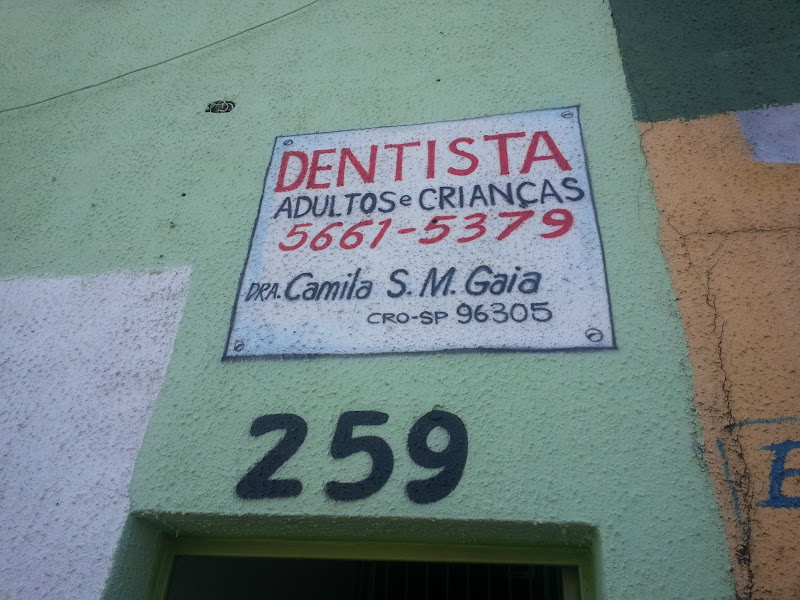 DENTISTA
ADULTOS e CRIANÇAS
5661-5379
DRA. Camila S. M. Gaia
CRO-SP 96305
259